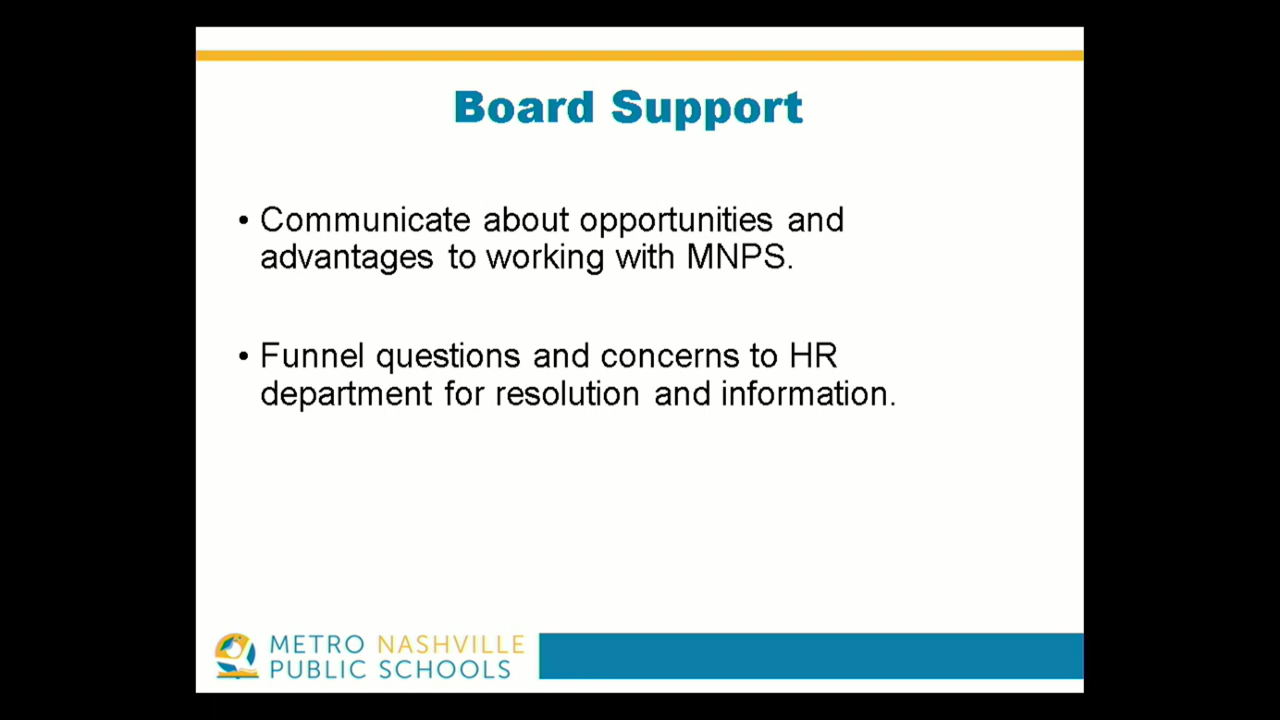 Board Support
• Communicate about opportunities and
advantages to working with MNPS.
• Funnel questions and concerns to HR
department for resolution and information.
METRO NASHVILLE
PUBLIC SCHOOLS